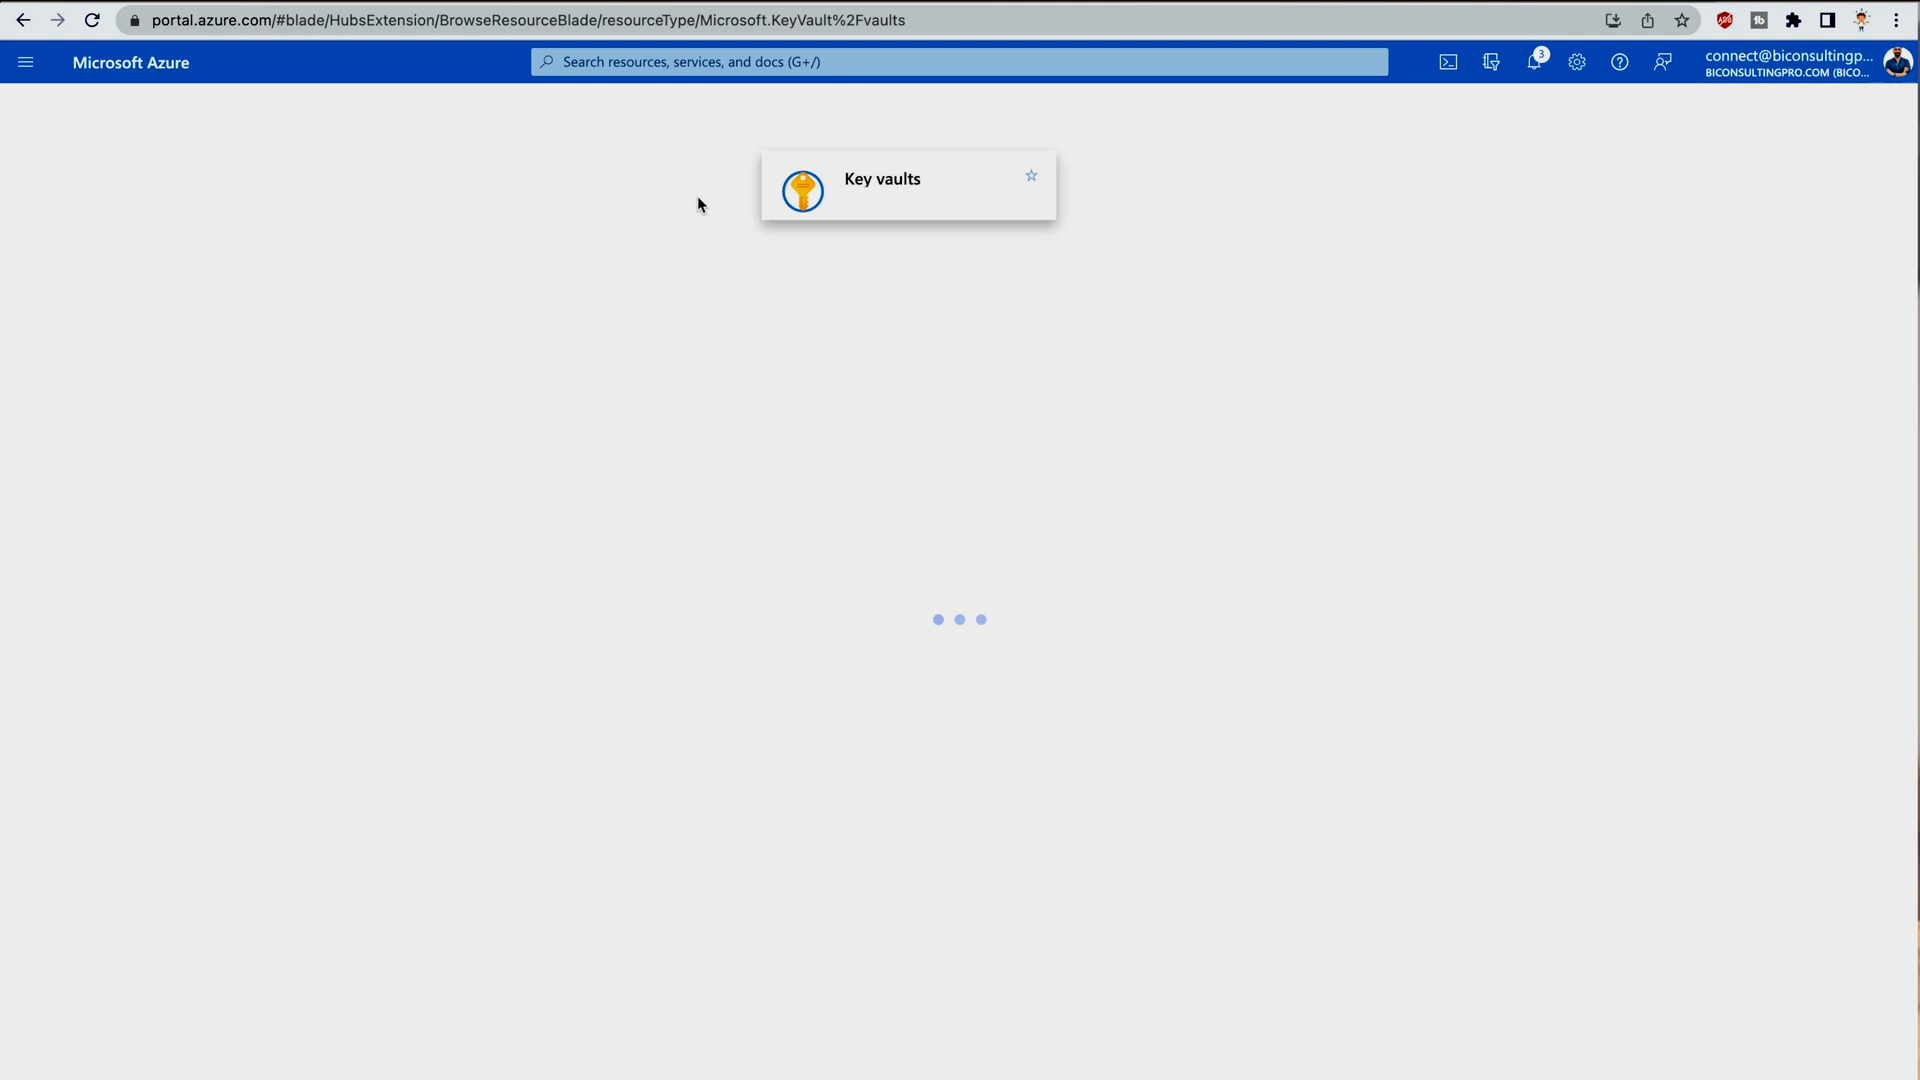 portal.azure.com/#blade/HubsExtension/BrowseResourceBlade/resourceType/Microsoft.KeyVault%2Fvaults
Microsoft Azure
Search resources, services, and docs (G+/)
3
connect@biconsultingp...
BICONSULTINGPRO.COM (BICO...
Key vaults